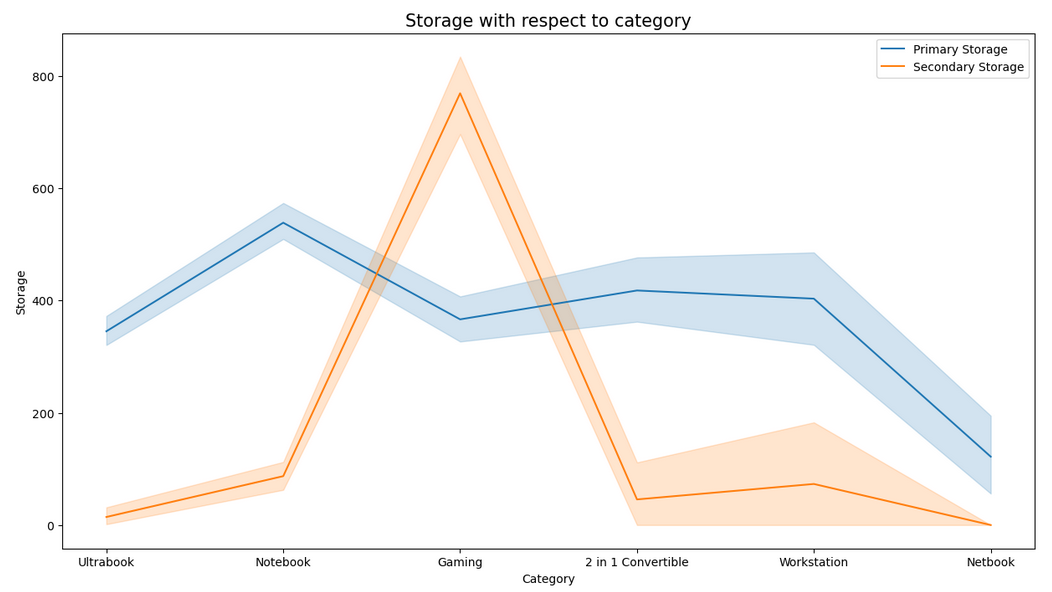 Storage with respect to category
Primary Storage
Secondary Storage
800
600
400
200
0
Storage
Ultrabook
Notebook
Gaming
2 in 1 Convertible
Workstation
Netbook
Category